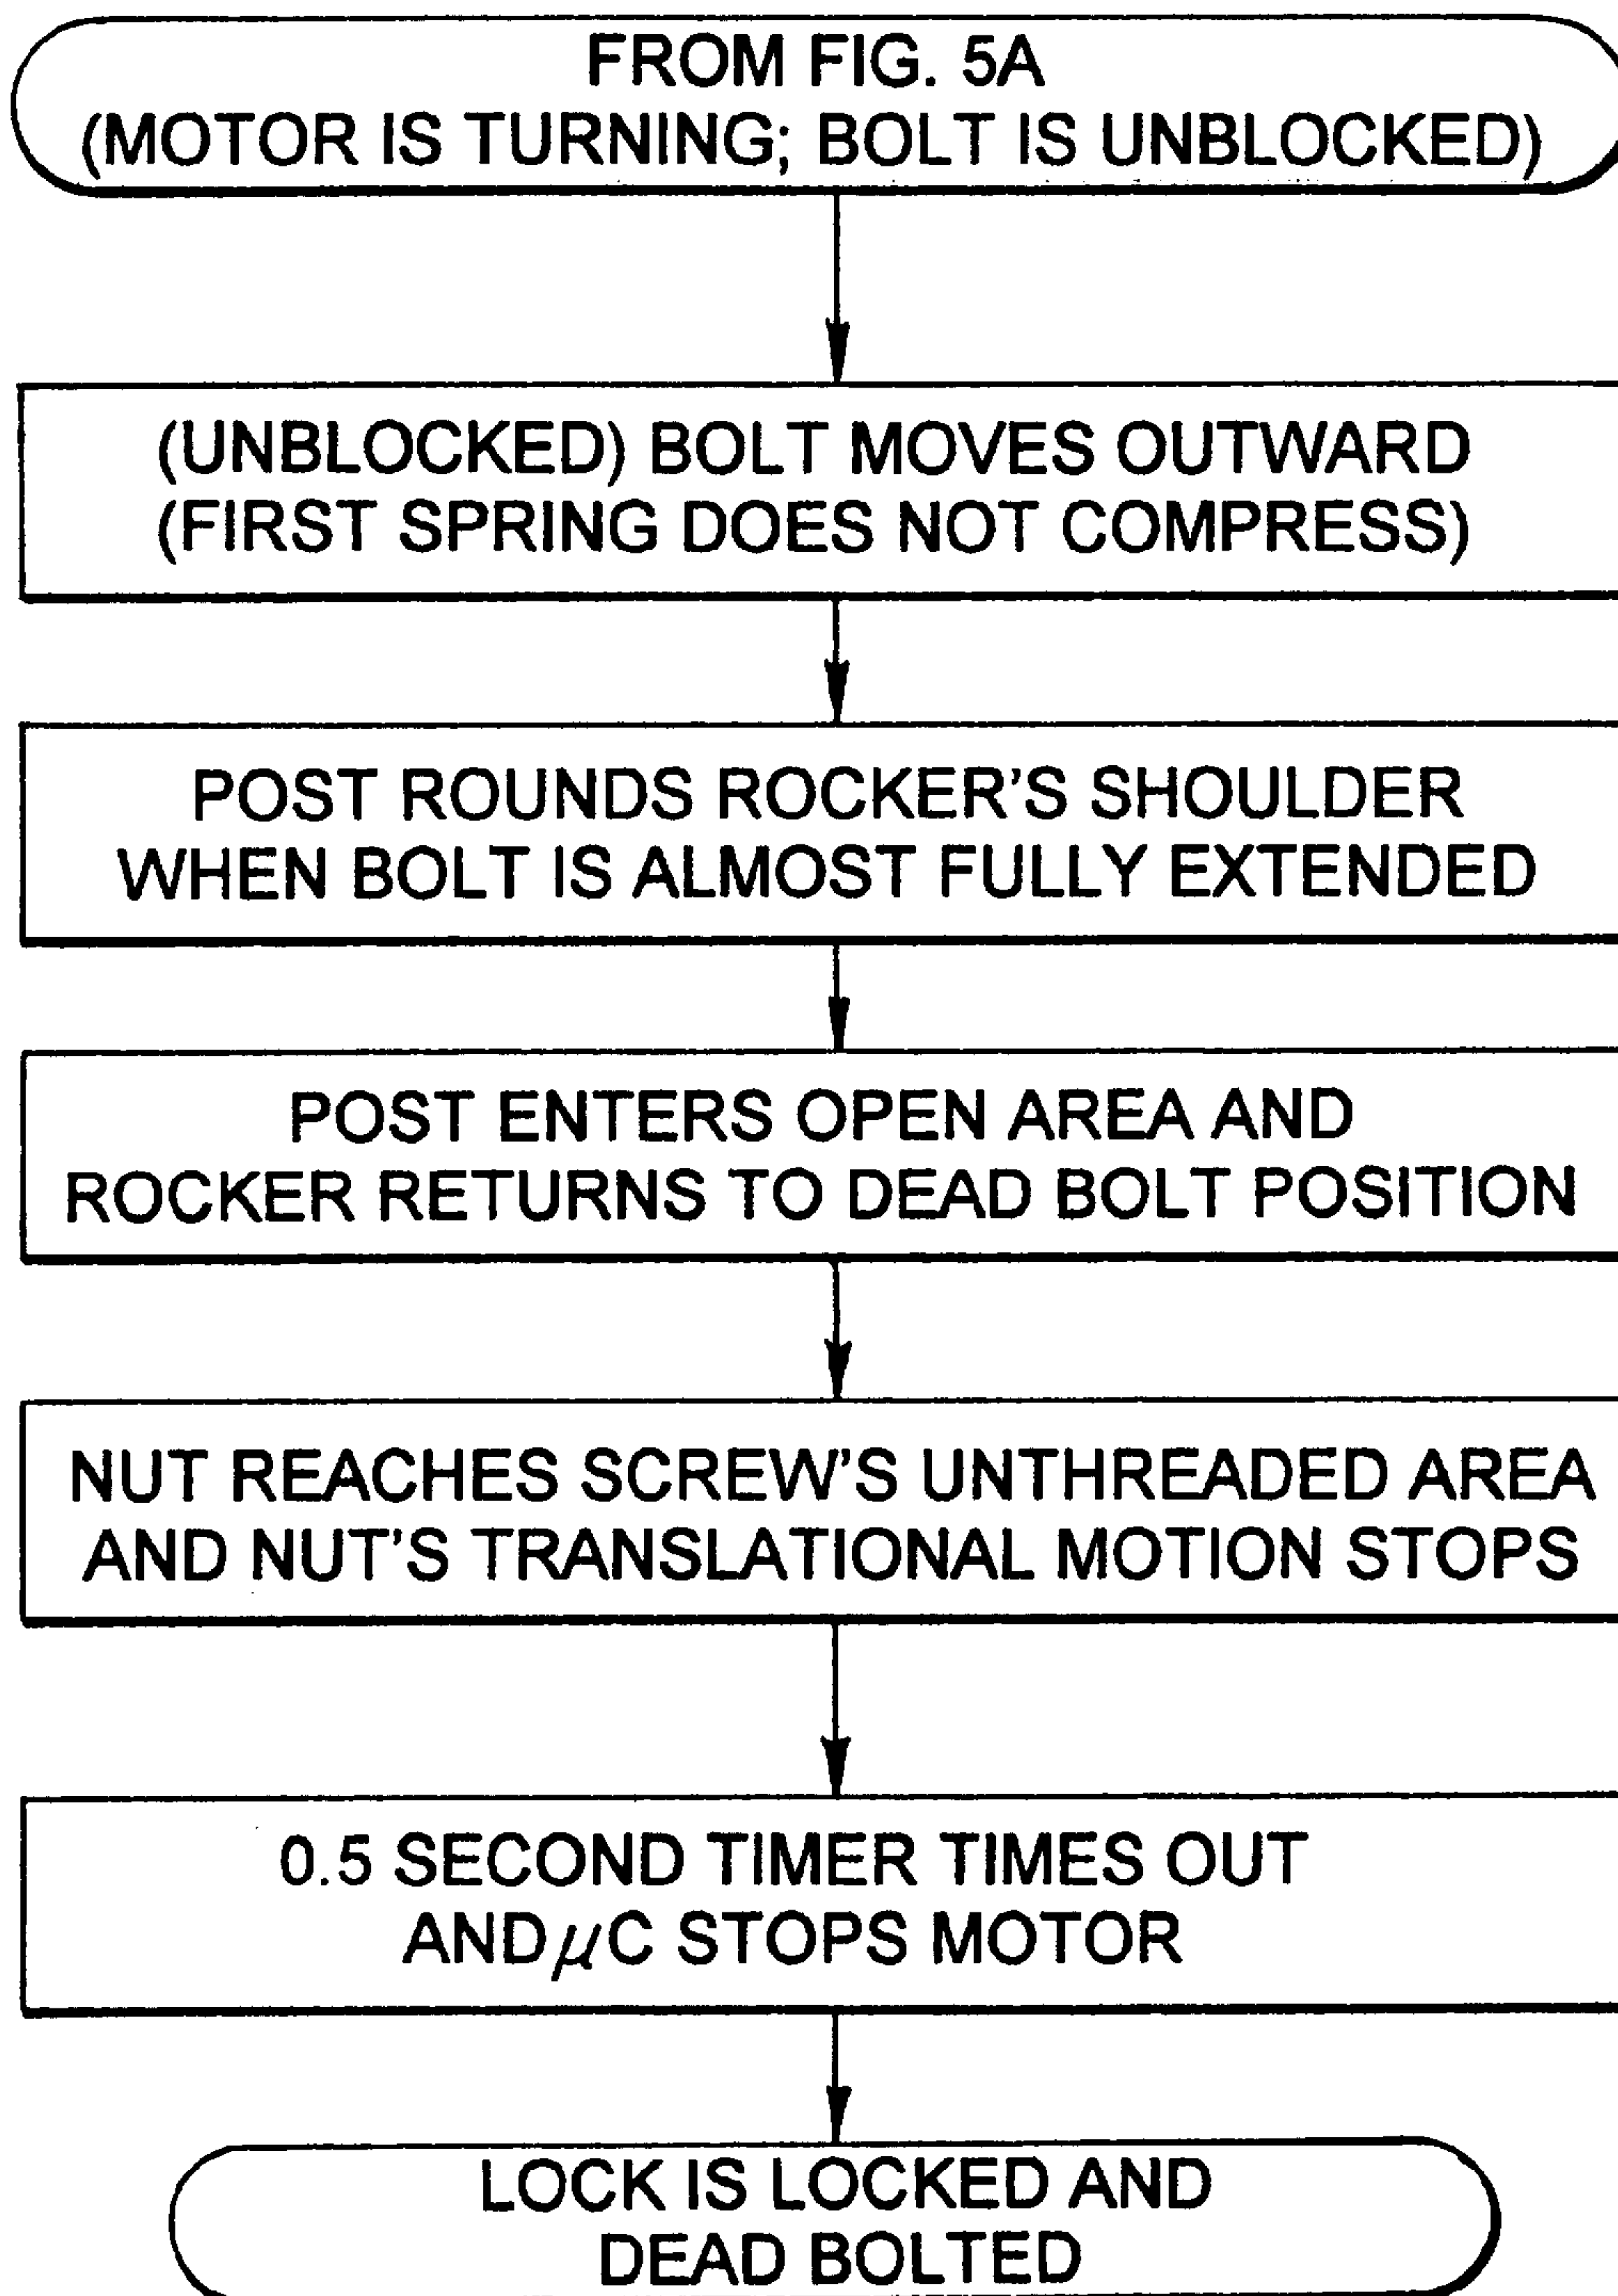 FROM FIG. 5A
(MOTOR IS TURNING; BOLT IS UNBLOCKED)
(UNBLOCKED) BOLT MOVES OUTWARD
(FIRST SPRING DOES NOT COMPRESS)
POST ROUNDS ROCKER'S SHOULDER
WHEN BOLT IS ALMOST FULLY EXTENDED
POST ENTERS OPEN AREA AND
ROCKER RETURNS TO DEAD BOLT POSITION
NUT REACHES SCREW'S UNTHREADED AREA
AND NUT'S TRANSLATIONAL MOTION STOPS
0.5 SECOND TIMER TIMES OUT
AND μC STOPS MOTOR
LOCK IS LOCKED AND
DEAD BOLTED